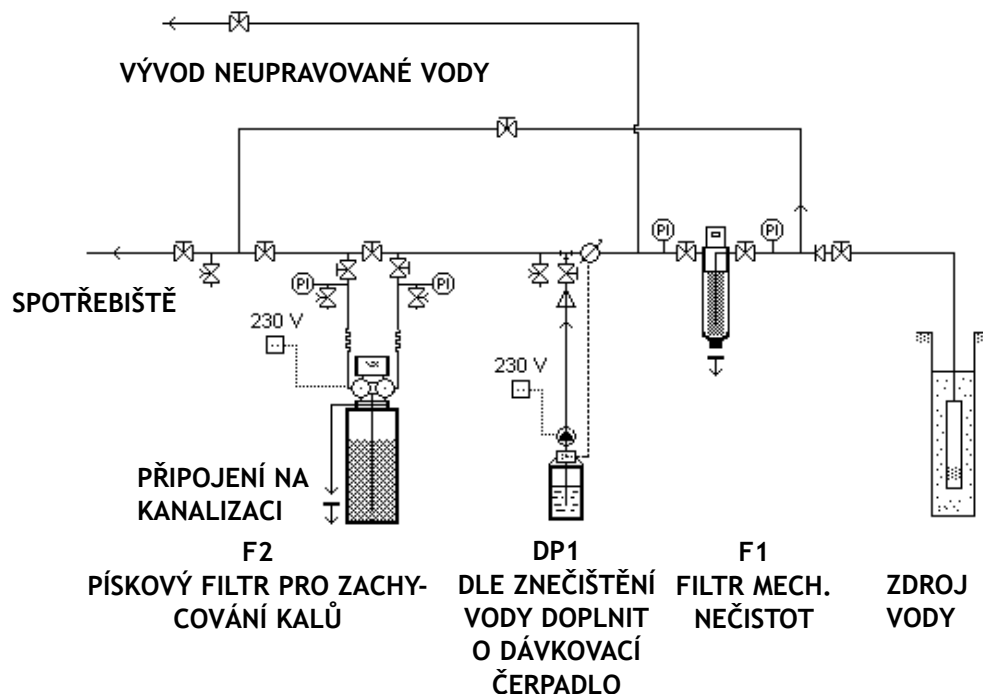 VÝVOD NEUPRAVOVANÉ VODY
PI
PI
SPOTŘEBIŠTĚ
PI
PI
230 V
230 V
PŘIPOJENÍ NA
KANALIZACI
F2
PÍSKOVÝ FILTR PRO ZACHY-
COVÁNÍ KALŮ
DP1
DLE ZNEČIŠTĚNÍ
VODY DOPLNIT
O DÁVKOVACÍ
ČERPADLO
F1
FILTR MECH.
NEČISTOT
ZDROJ
VODY